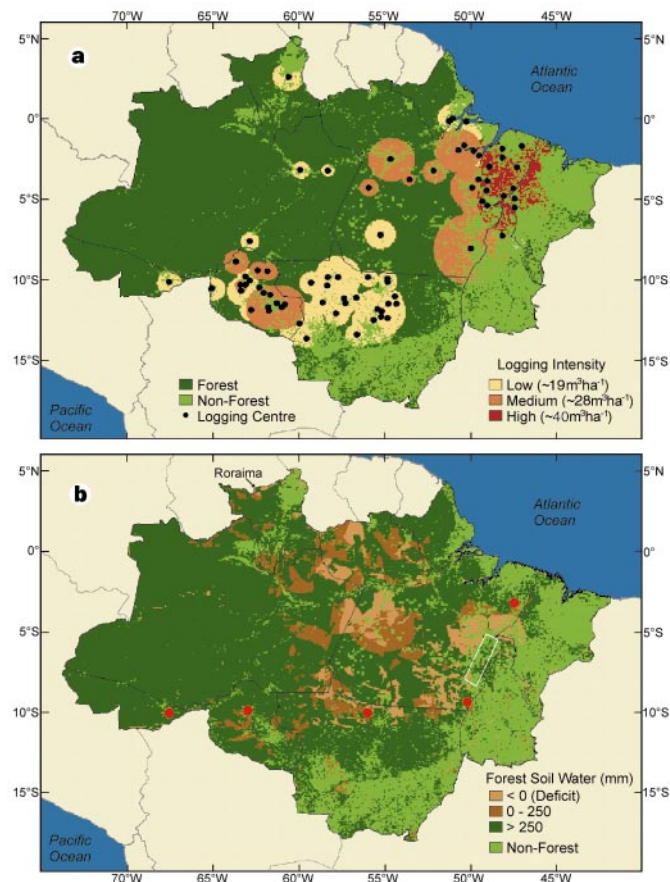 70°W 65°W 60°W 55°W 50°W 45°W
5°N
5°N
a
Atlantic
Ocean
0°
0°
5°S
5°S
10°S
10°S
15°S
15°S
Forest
Non-Forest
Logging Centre
Logging Intensity
Low (~19m³ha⁻¹)
Medium (~28m³ha⁻¹)
High (~40m³ha⁻¹)
Pacific
Ocean
b
Roraima
5°N
5°N
Atlantic
Ocean
0°
0°
5°S
5°S
10°S
10°S
15°S
15°S
Forest Soil Water (mm)
< 0 (Deficit)
0 - 250
> 250
Non-Forest
Pacific
Ocean
70°W 65°W 60°W 55°W 50°W 45°W